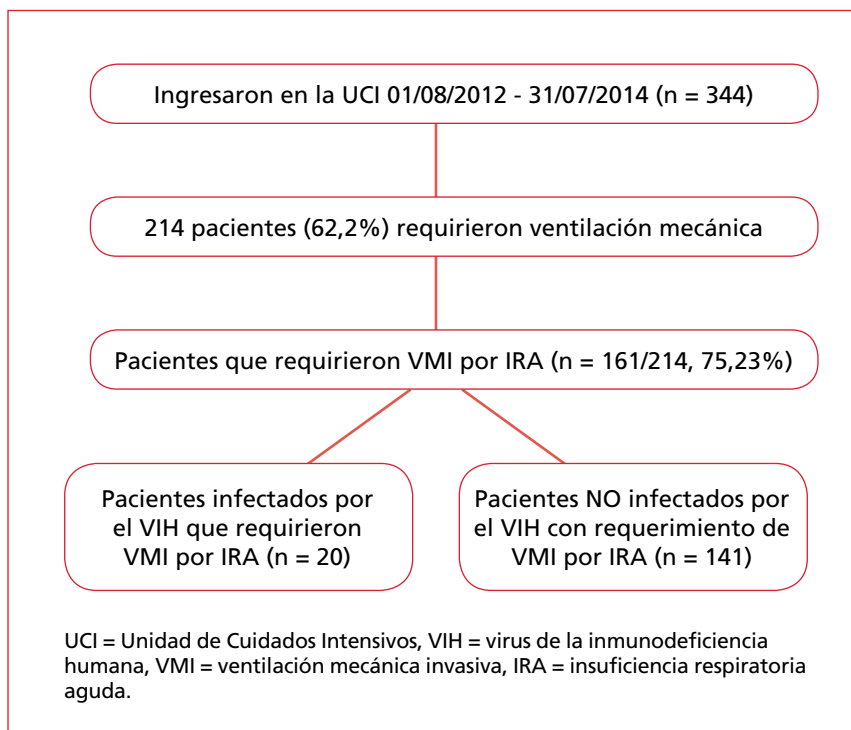 Ingresaron en la UCI 01/08/2012 - 31/07/2014 (n = 344)
214 pacientes (62,2%) requirieron ventilación mecánica
Pacientes que requirieron VMI por IRA (n = 161/214, 75,23%)
Pacientes infectados por
el VIH que requirieron
VMI por IRA (n = 20)
Pacientes NO infectados por
el VIH con requerimiento de
VMI por IRA (n = 141)
UCI = Unidad de Cuidados Intensivos, VIH = virus de la inmunodeficiencia
humana, VMI = ventilación mecánica invasiva, IRA = insuficiencia respiratoria
aguda.